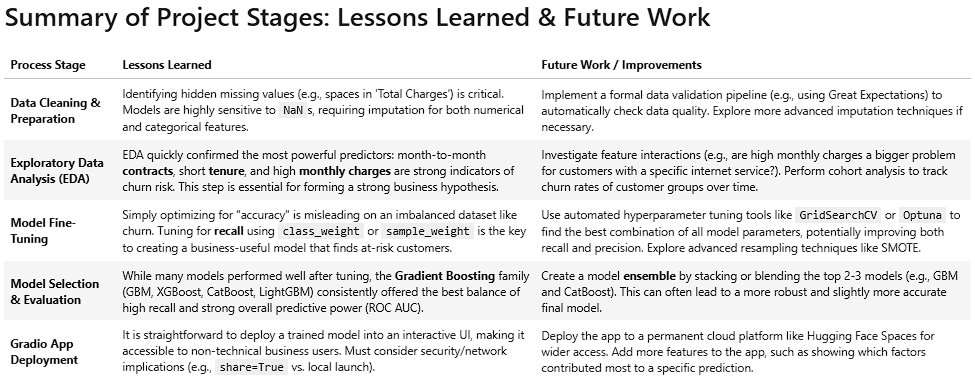 Summary of Project Stages: Lessons Learned & Future Work
Process Stage
Lessons Learned
Future Work / Improvements
Data Cleaning &
Preparation
Identifying hidden missing values (e.g., spaces in 'Total Charges') is critical.
Models are highly sensitive to NaN s, requiring imputation for both numerical
and categorical features.
Implement a formal data validation pipeline (e.g., using Great Expectations) to
automatically check data quality. Explore more advanced imputation techniques if
necessary.
Exploratory Data
Analysis (EDA)
EDA quickly confirmed the most powerful predictors: month-to-month
contracts, short tenure, and high monthly charges are strong indicators of
churn risk. This step is essential for forming a strong business hypothesis.
Investigate feature interactions (e.g., are high monthly charges a bigger problem
for customers with a specific internet service?). Perform cohort analysis to track
churn rates of customer groups over time.
Model Fine-
Tuning
Simply optimizing for "accuracy" is misleading on an imbalanced dataset like
churn. Tuning for recall using class_weight or sample_weight is the key
to creating a business-useful model that finds at-risk customers.
Use automated hyperparameter tuning tools like GridSearchCV or Optuna to
find the best combination of all model parameters, potentially improving both
recall and precision. Explore advanced resampling techniques like SMOTE.
Model Selection
& Evaluation
While many models performed well after tuning, the Gradient Boosting family
(GBM, XGBoost, CatBoost, LightGBM) consistently offered the best balance of
high recall and strong overall predictive power (ROC AUC).
Create a model ensemble by stacking or blending the top 2-3 models (e.g., GBM
and CatBoost). This can often lead to a more robust and slightly more accurate
final model.
Gradio App
Deployment
It is straightforward to deploy a trained model into an interactive UI, making it
accessible to non-technical business users. Must consider security/network
implications (e.g., share=True vs. local launch).
Deploy the app to a permanent cloud platform like Hugging Face Spaces for
wider access. Add more features to the app, such as showing which factors
contributed most to a specific prediction.